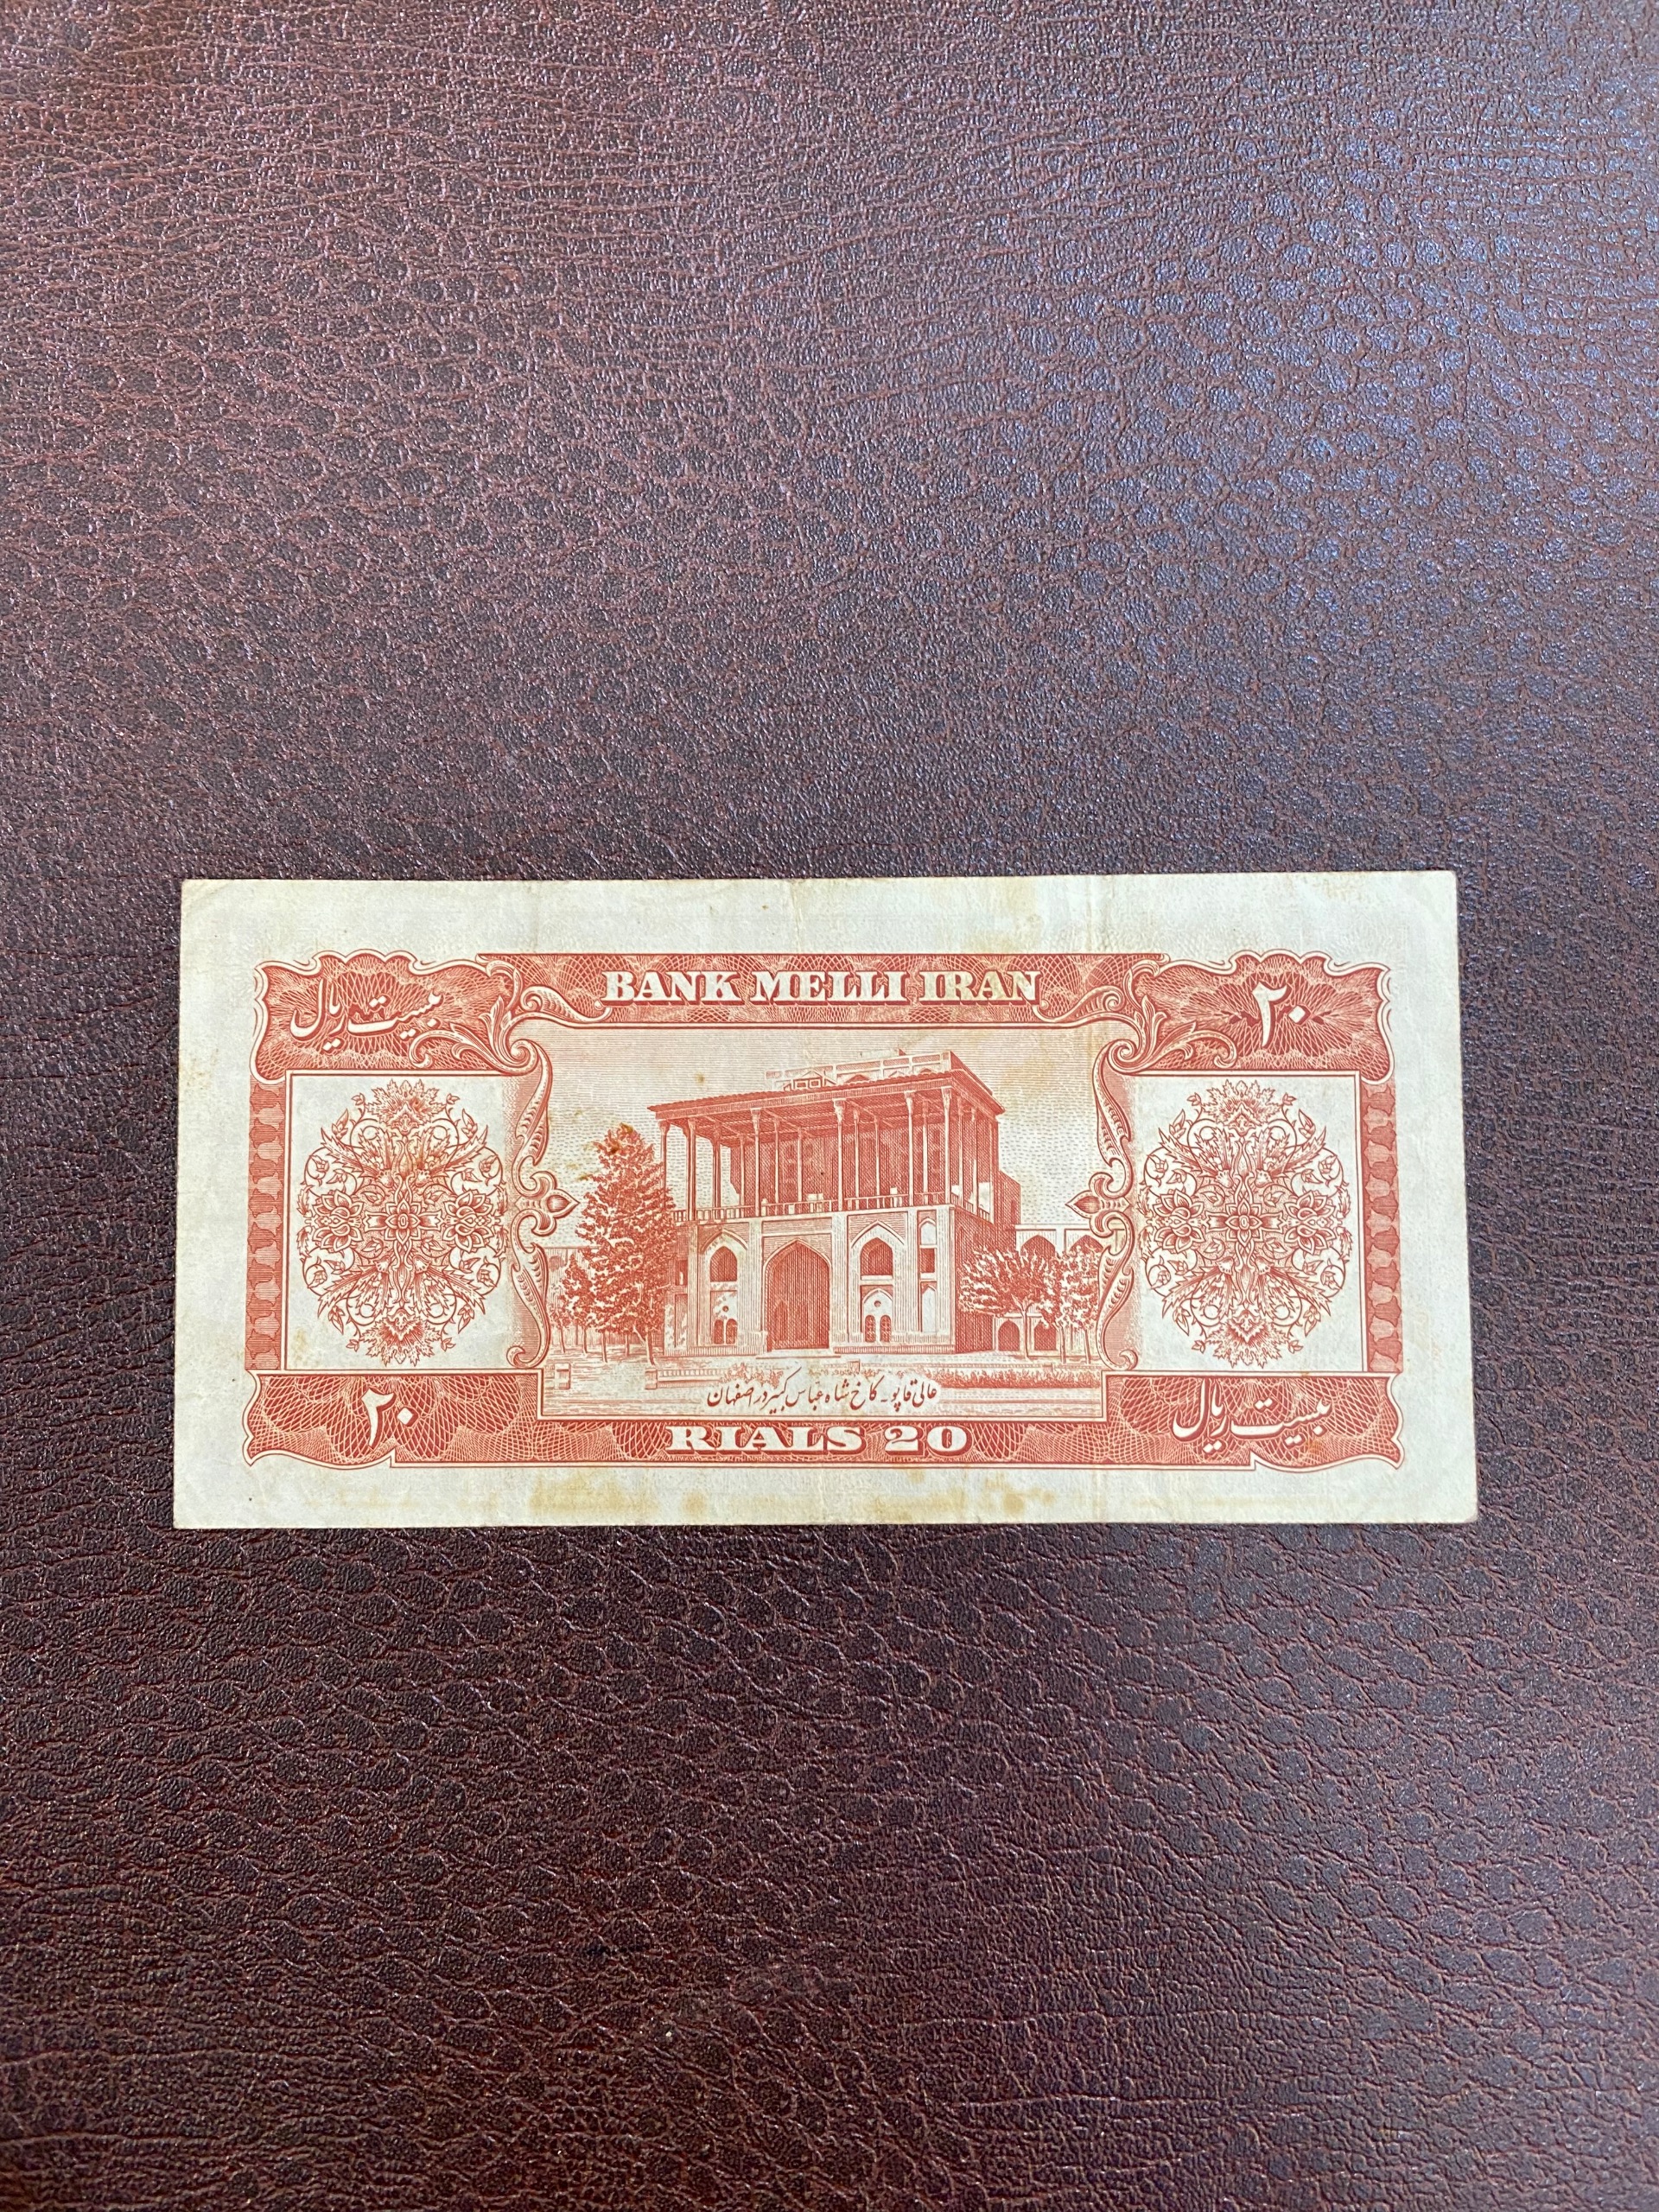 BANK MELLI IRAN
بیست ریال
۲۰
عالی قاپو - کاخ شاه عباس کبیر در اصفهان
۲۰
RIALS 20
بیست ریال